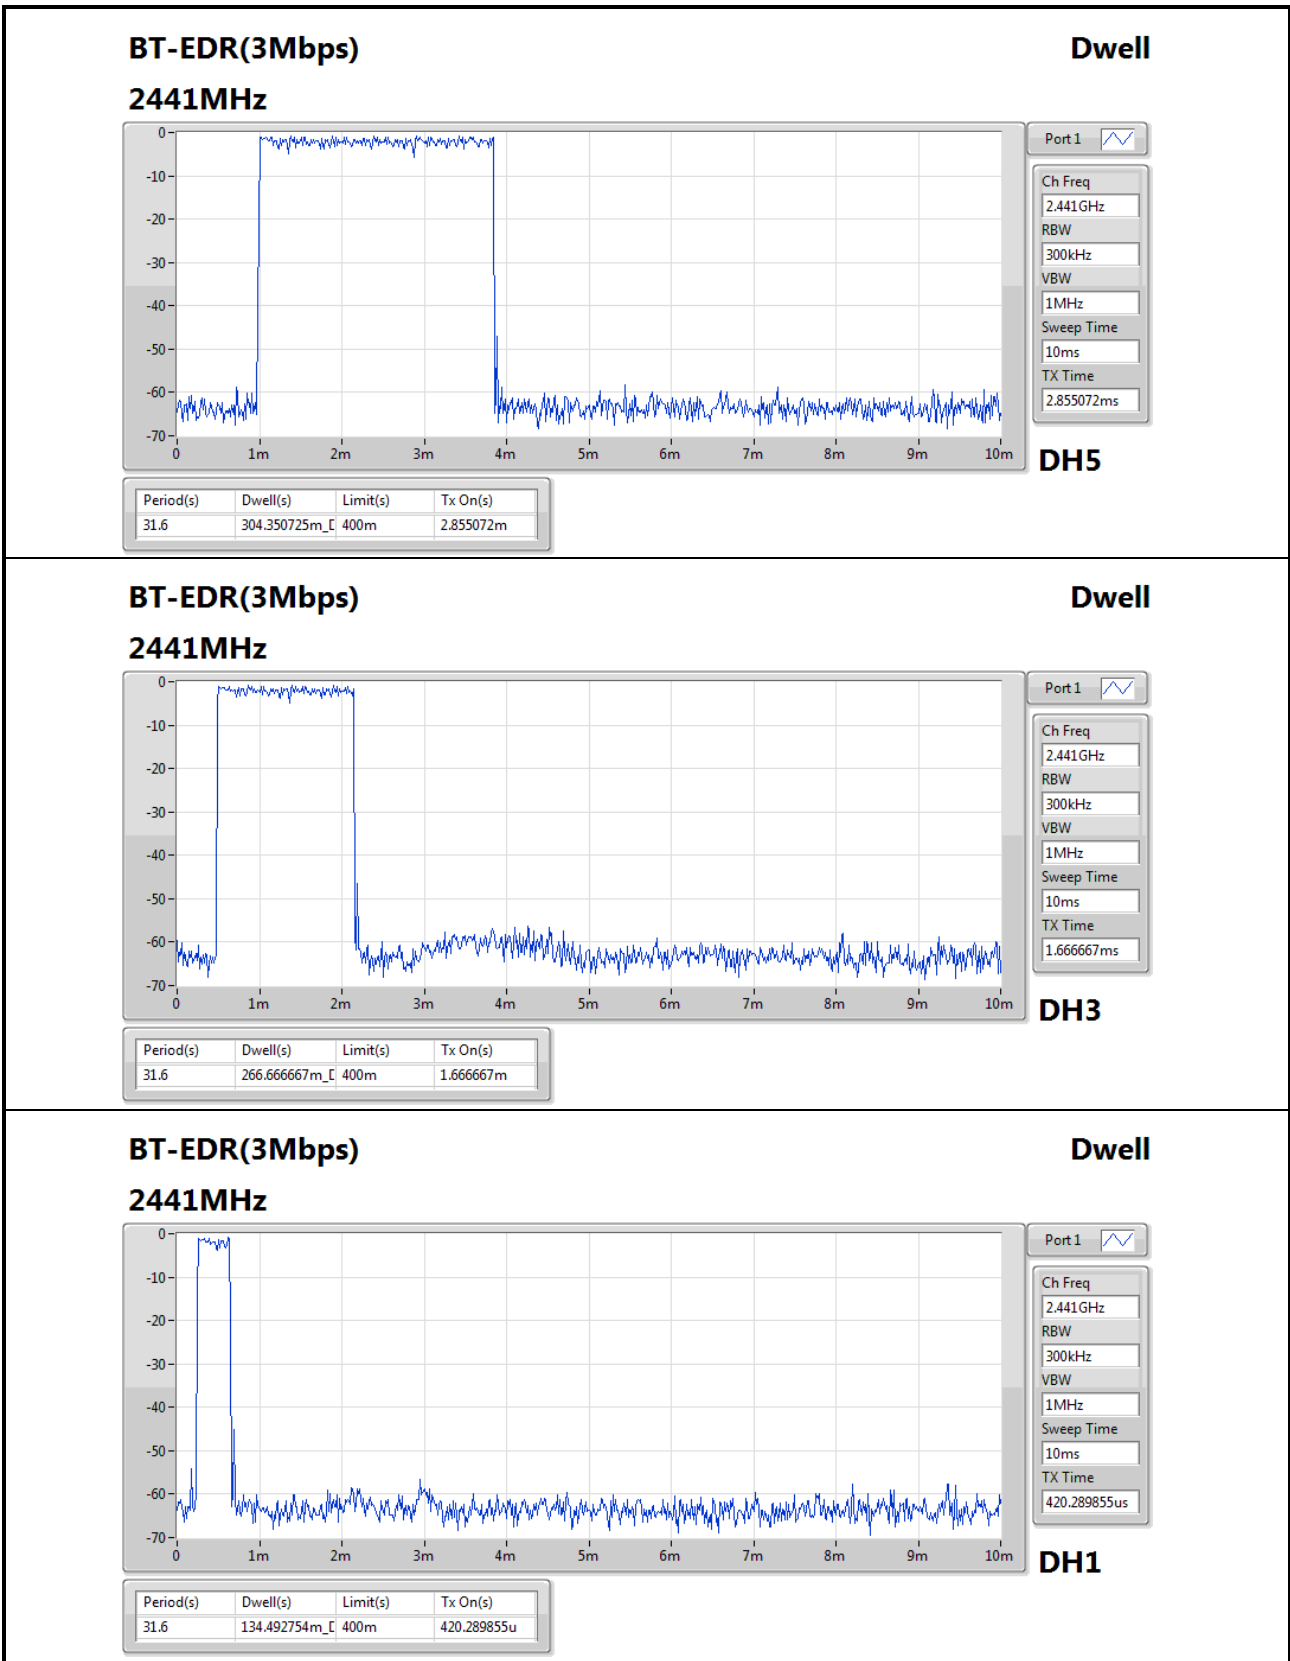 BT-EDR(3Mbps) Dwell
2441MHz
0
-10
-20
-30
-40
-50
-60
-70
0 1m 2m 3m 4m 5m 6m 7m 8m 9m 10m
Port 1
Ch Freq
2.441GHz
RBW
300kHz
VBW
1MHz
Sweep Time
10ms
TX Time
2.855072ms
DH5
Period(s) Dwell(s) Limit(s) Tx On(s)
31.6 304.350725m_D 400m 2.855072m
BT-EDR(3Mbps) Dwell
2441MHz
0
-10
-20
-30
-40
-50
-60
-70
0 1m 2m 3m 4m 5m 6m 7m 8m 9m 10m
Port 1
Ch Freq
2.441GHz
RBW
300kHz
VBW
1MHz
Sweep Time
10ms
TX Time
1.666667ms
DH3
Period(s) Dwell(s) Limit(s) Tx On(s)
31.6 266.666667m_D 400m 1.666667m
BT-EDR(3Mbps) Dwell
2441MHz
0
-10
-20
-30
-40
-50
-60
-70
0 1m 2m 3m 4m 5m 6m 7m 8m 9m 10m
Port 1
Ch Freq
2.441GHz
RBW
300kHz
VBW
1MHz
Sweep Time
10ms
TX Time
420.289855us
DH1
Period(s) Dwell(s) Limit(s) Tx On(s)
31.6 134.492754m_D 400m 420.289855u